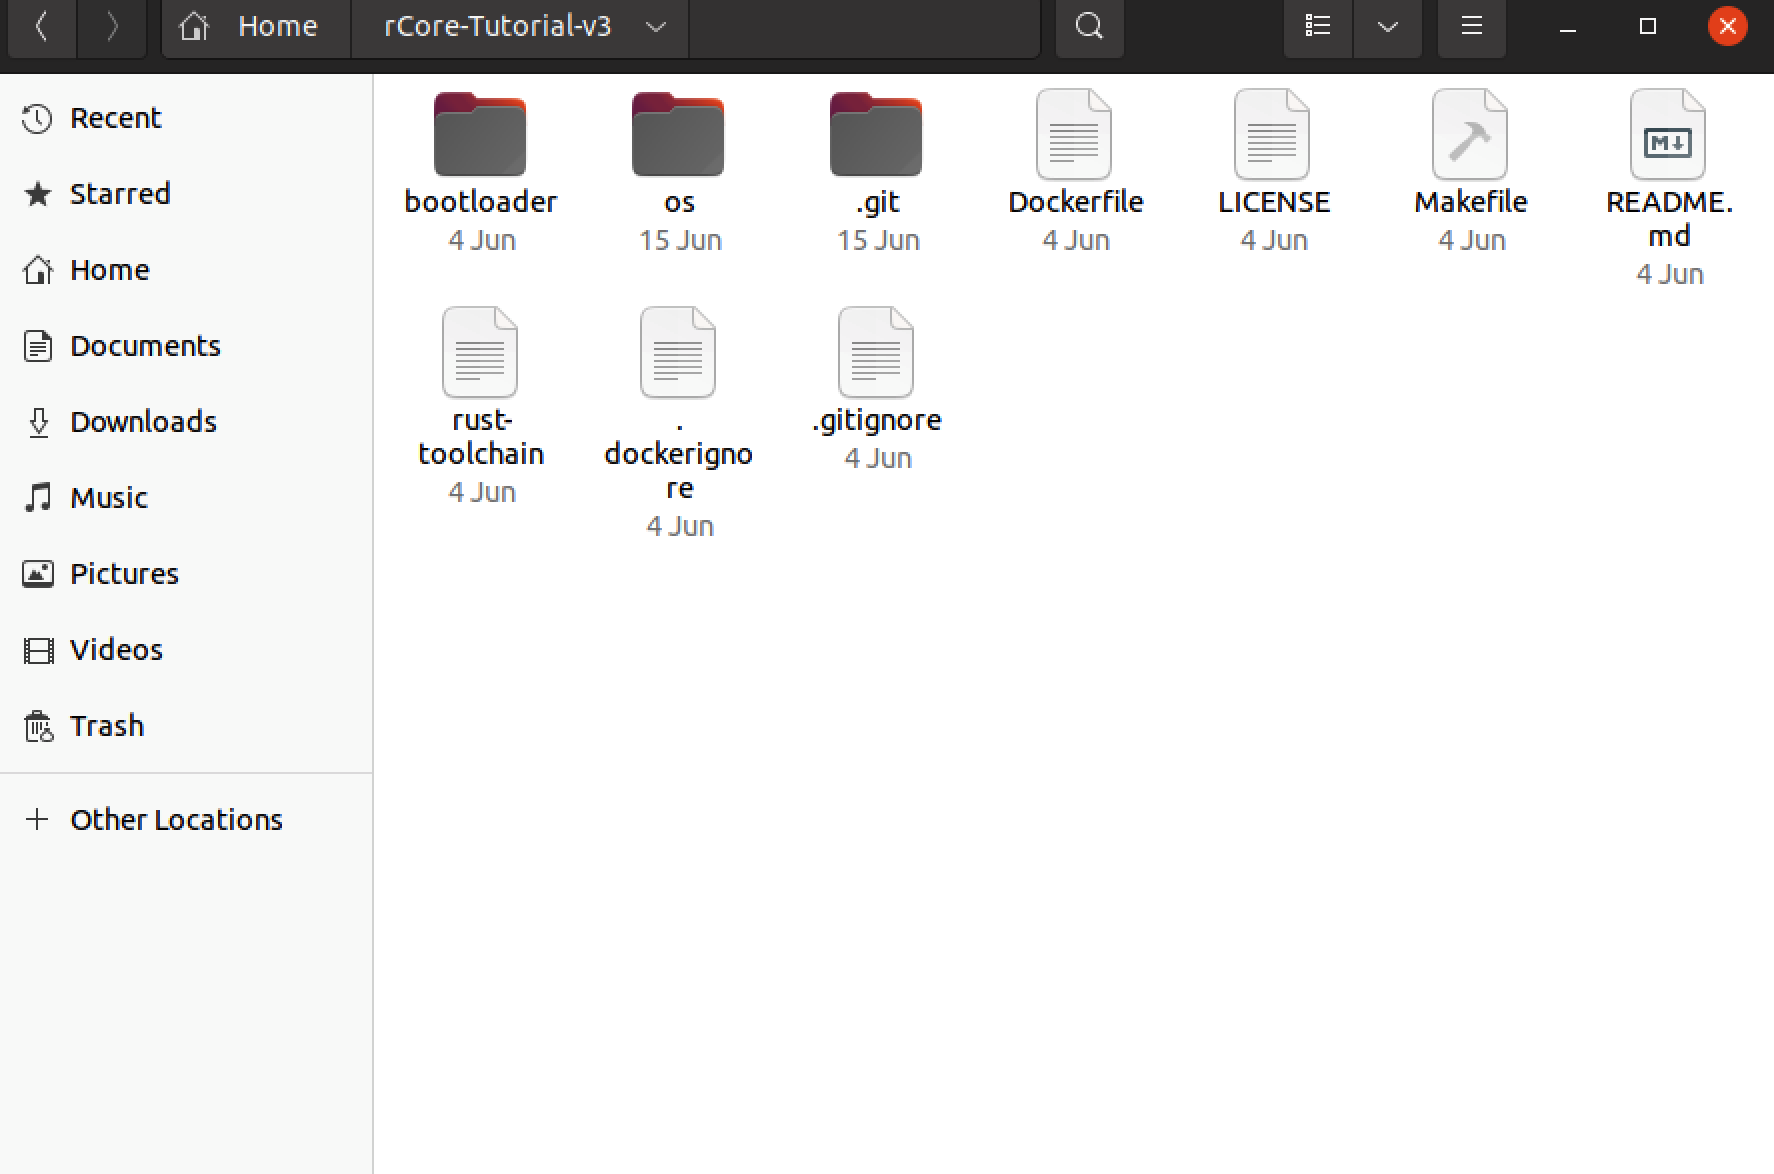 Home
rCore-Tutorial-v3
Recent
Starred
Home
Documents
Downloads
Music
Pictures
Videos
Trash
Other Locations
bootloader
4 Jun
os
15 Jun
.git
15 Jun
Dockerfile
4 Jun
LICENSE
4 Jun
Makefile
4 Jun
M
README.
md
4 Jun
rust-
toolchain
4 Jun
.
dockerigno
re
4 Jun
.gitignore
4 Jun